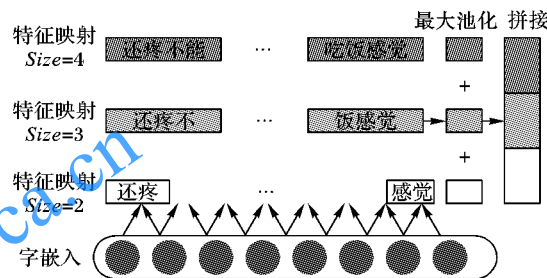 最大池化 拼接
特征映射 还疼不能 … 吃饭感觉
Size=4
+
特征映射 还疼不 … 饭感觉
Size=3
+
特征映射 还疼 … 感觉
Size=2
字嵌入
ca.cn